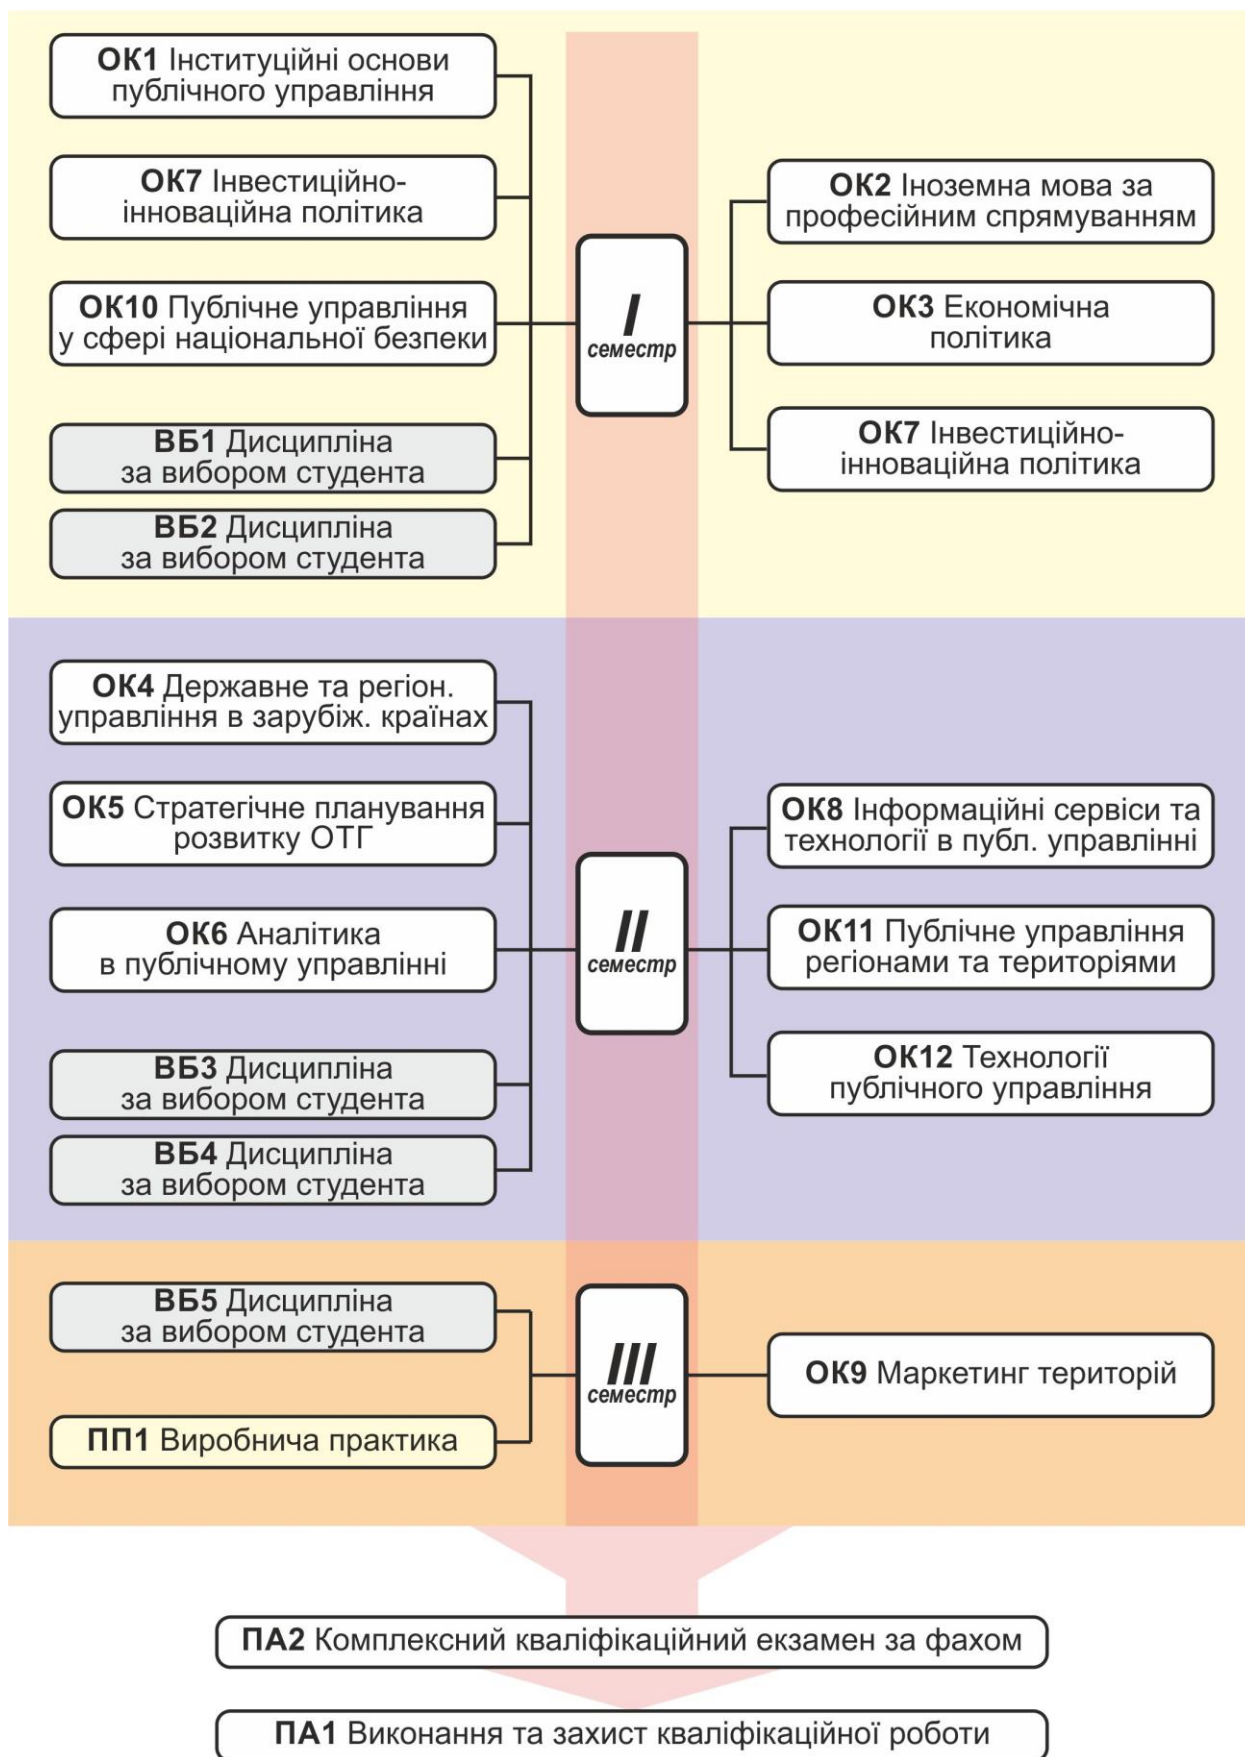 ОК1 Інституційні основи
публічного управління
ОК7 Інвестиційно-
інноваційна політика
ОК10 Публічне управління
у сфері національної безпеки
ВБ1 Дисципліна
за вибором студента
ВБ2 Дисципліна
за вибором студента
I
семестр
ОК2 Іноземна мова за
професійним спрямуванням
ОК3 Економічна
політика
ОК7 Інвестиційно-
інноваційна політика
ОК4 Державне та регіон.
управління в зарубіж. країнах
ОК5 Стратегічне планування
розвитку ОТГ
ОК6 Аналітика
в публічному управлінні
ВБ3 Дисципліна
за вибором студента
ВБ4 Дисципліна
за вибором студента
II
семестр
ОК8 Інформаційні сервіси та
технології в публ. управлінні
ОК11 Публічне управління
регіонами та територіями
ОК12 Технології
публічного управління
ВБ5 Дисципліна
за вибором студента
ПП1 Виробнича практика
III
семестр
ОК9 Маркетинг територій
ПА2 Комплексний кваліфікаційний екзамен за фахом
ПА1 Виконання та захист кваліфікаційної роботи